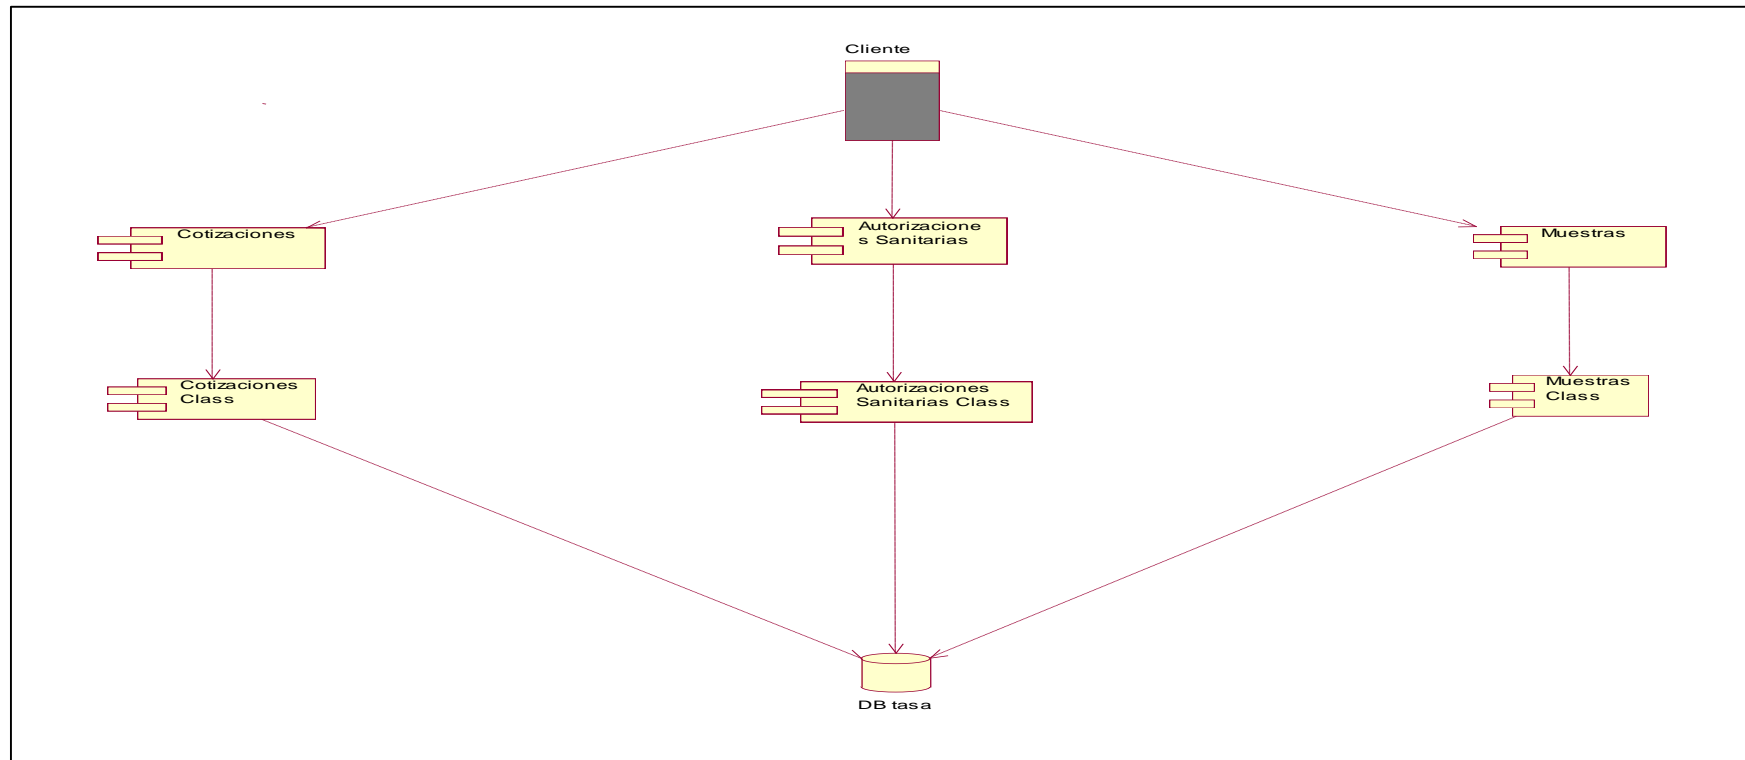 Cliente
Cotizaciones
Autorizacione
s Sanitarias
Muestras
Cotizaciones
Class
Autorizaciones
Sanitarias Class
Muestras
Class
DB tasa